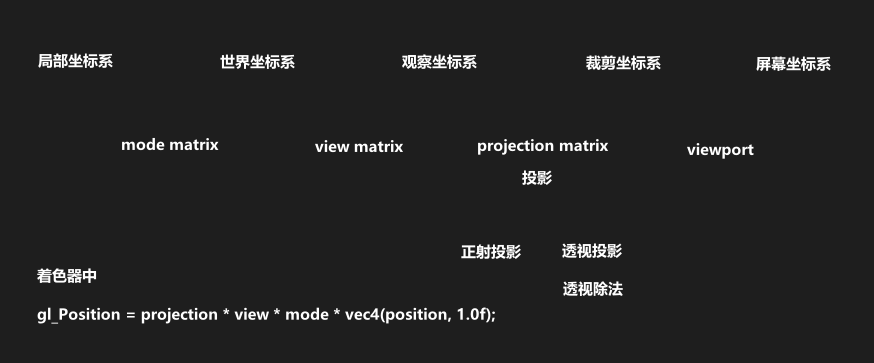 局部坐标系 世界坐标系 观察坐标系 裁剪坐标系 屏幕坐标系
mode matrix view matrix projection matrix viewport
投影
正射投影 透视投影
着色器中
透视除法
gl_Position = projection * view * mode * vec4(position, 1.0f);